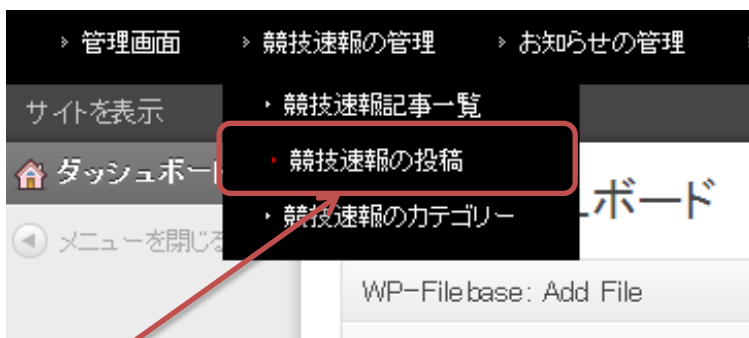 管理画面 競技速報の管理 お知らせの管理
サイトを表示 競技速報記事一覧
ダッシュボー 競技速報の投稿 ボード
メニューを閉じる 競技速報のカテゴリー
WP-Filebase: Add File